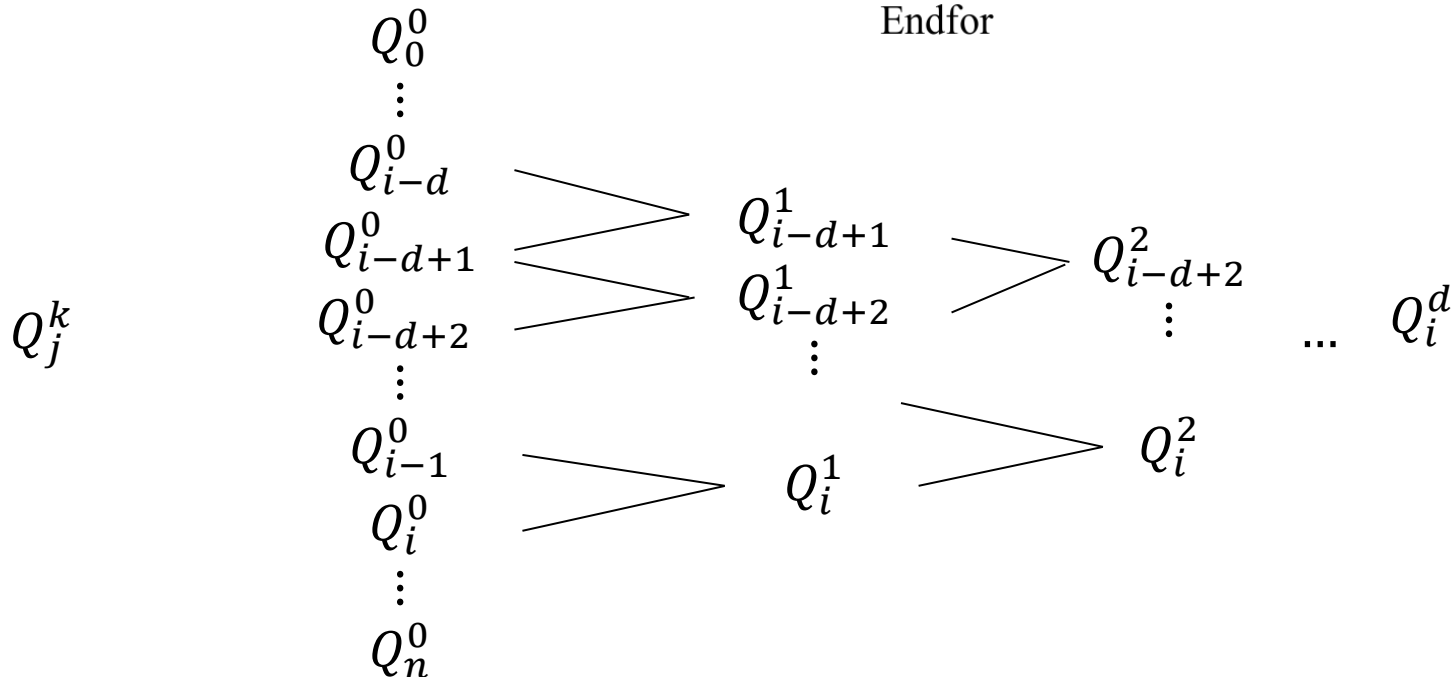 Endfor
Q_0^0
⋮
Q_{i-d}^0
Q_{i-d+1}^1
Q_{i-d+1}^0
Q_{i-d+2}^2
Q_{i-d+2}^1
Q_j^k
Q_{i-d+2}^0
⋮
... Q_i^d
⋮
⋮
Q_{i-1}^0
Q_i^2
Q_i^1
Q_i^0
⋮
Q_n^0